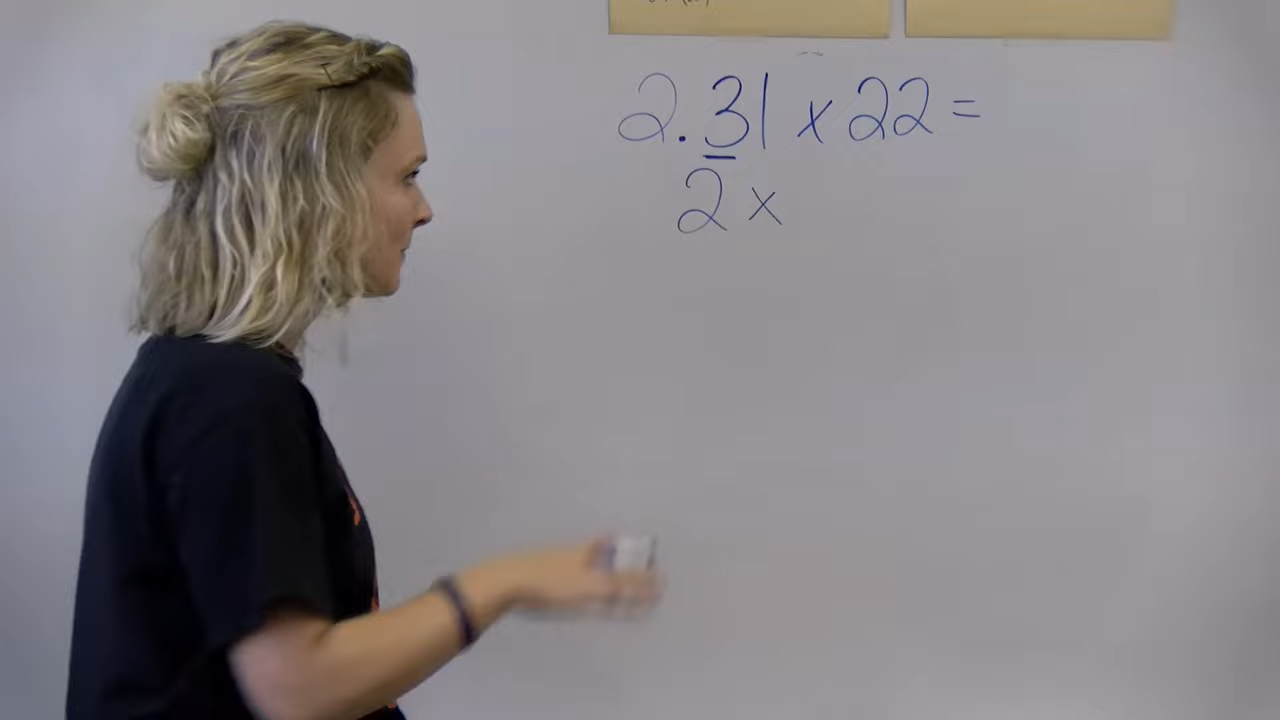 2.31 x 22 =
2 x